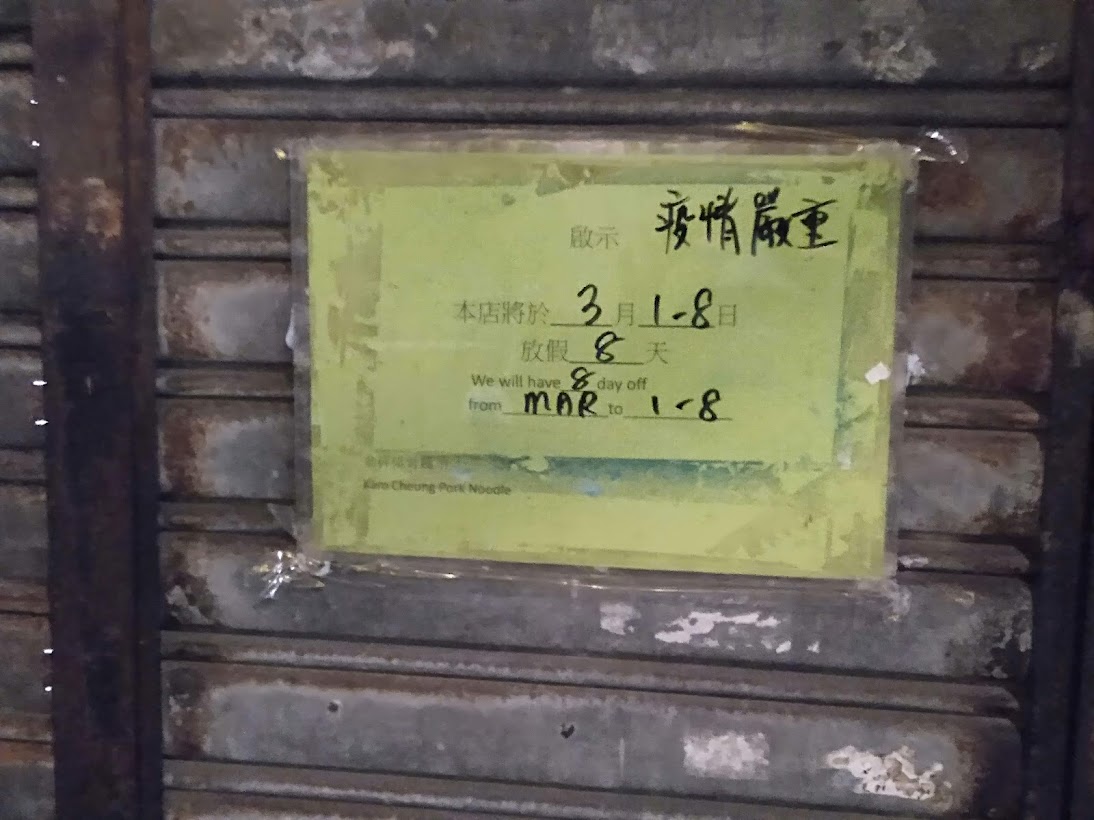 啟示 疫情嚴重
本店將於 3 月 1-8 日
放假 8 天
We will have 8 day off
from MAR to 1-8
Kam Cheung Pork Noodle